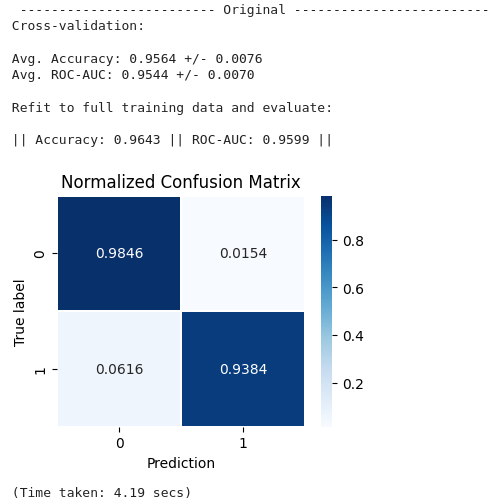 ------------------------- Original -------------------------
Cross-validation:
Avg. Accuracy: 0.9564 +/- 0.0076
Avg. ROC-AUC: 0.9544 +/- 0.0070
Refit to full training data and evaluate:
|| Accuracy: 0.9643 || ROC-AUC: 0.9599 ||
Normalized Confusion Matrix
0.8
0 0.9846 0.0154
0.6
True label
0.4
1 0.0616 0.9384
0.2
0 1
Prediction
(Time taken: 4.19 secs)